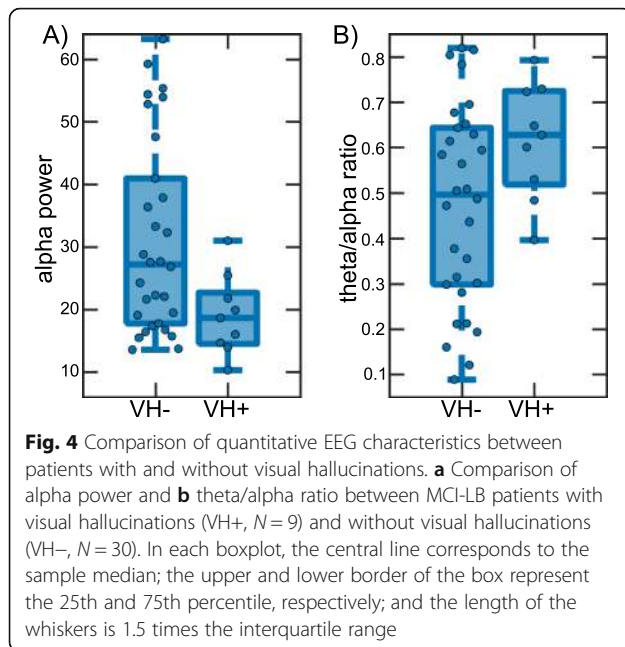 A)
B)
60
50
40
30
20
10
alpha power
VH-
VH+
0.8
0.7
0.6
0.5
0.4
0.3
0.2
0.1
theta/alpha ratio
VH-
VH+
Fig. 4 Comparison of quantitative EEG characteristics between
patients with and without visual hallucinations. a Comparison of
alpha power and b theta/alpha ratio between MCI-LB patients with
visual hallucinations (VH+, N = 9) and without visual hallucinations
(VH−, N = 30). In each boxplot, the central line corresponds to the
sample median; the upper and lower border of the box represent
the 25th and 75th percentile, respectively; and the length of the
whiskers is 1.5 times the interquartile range